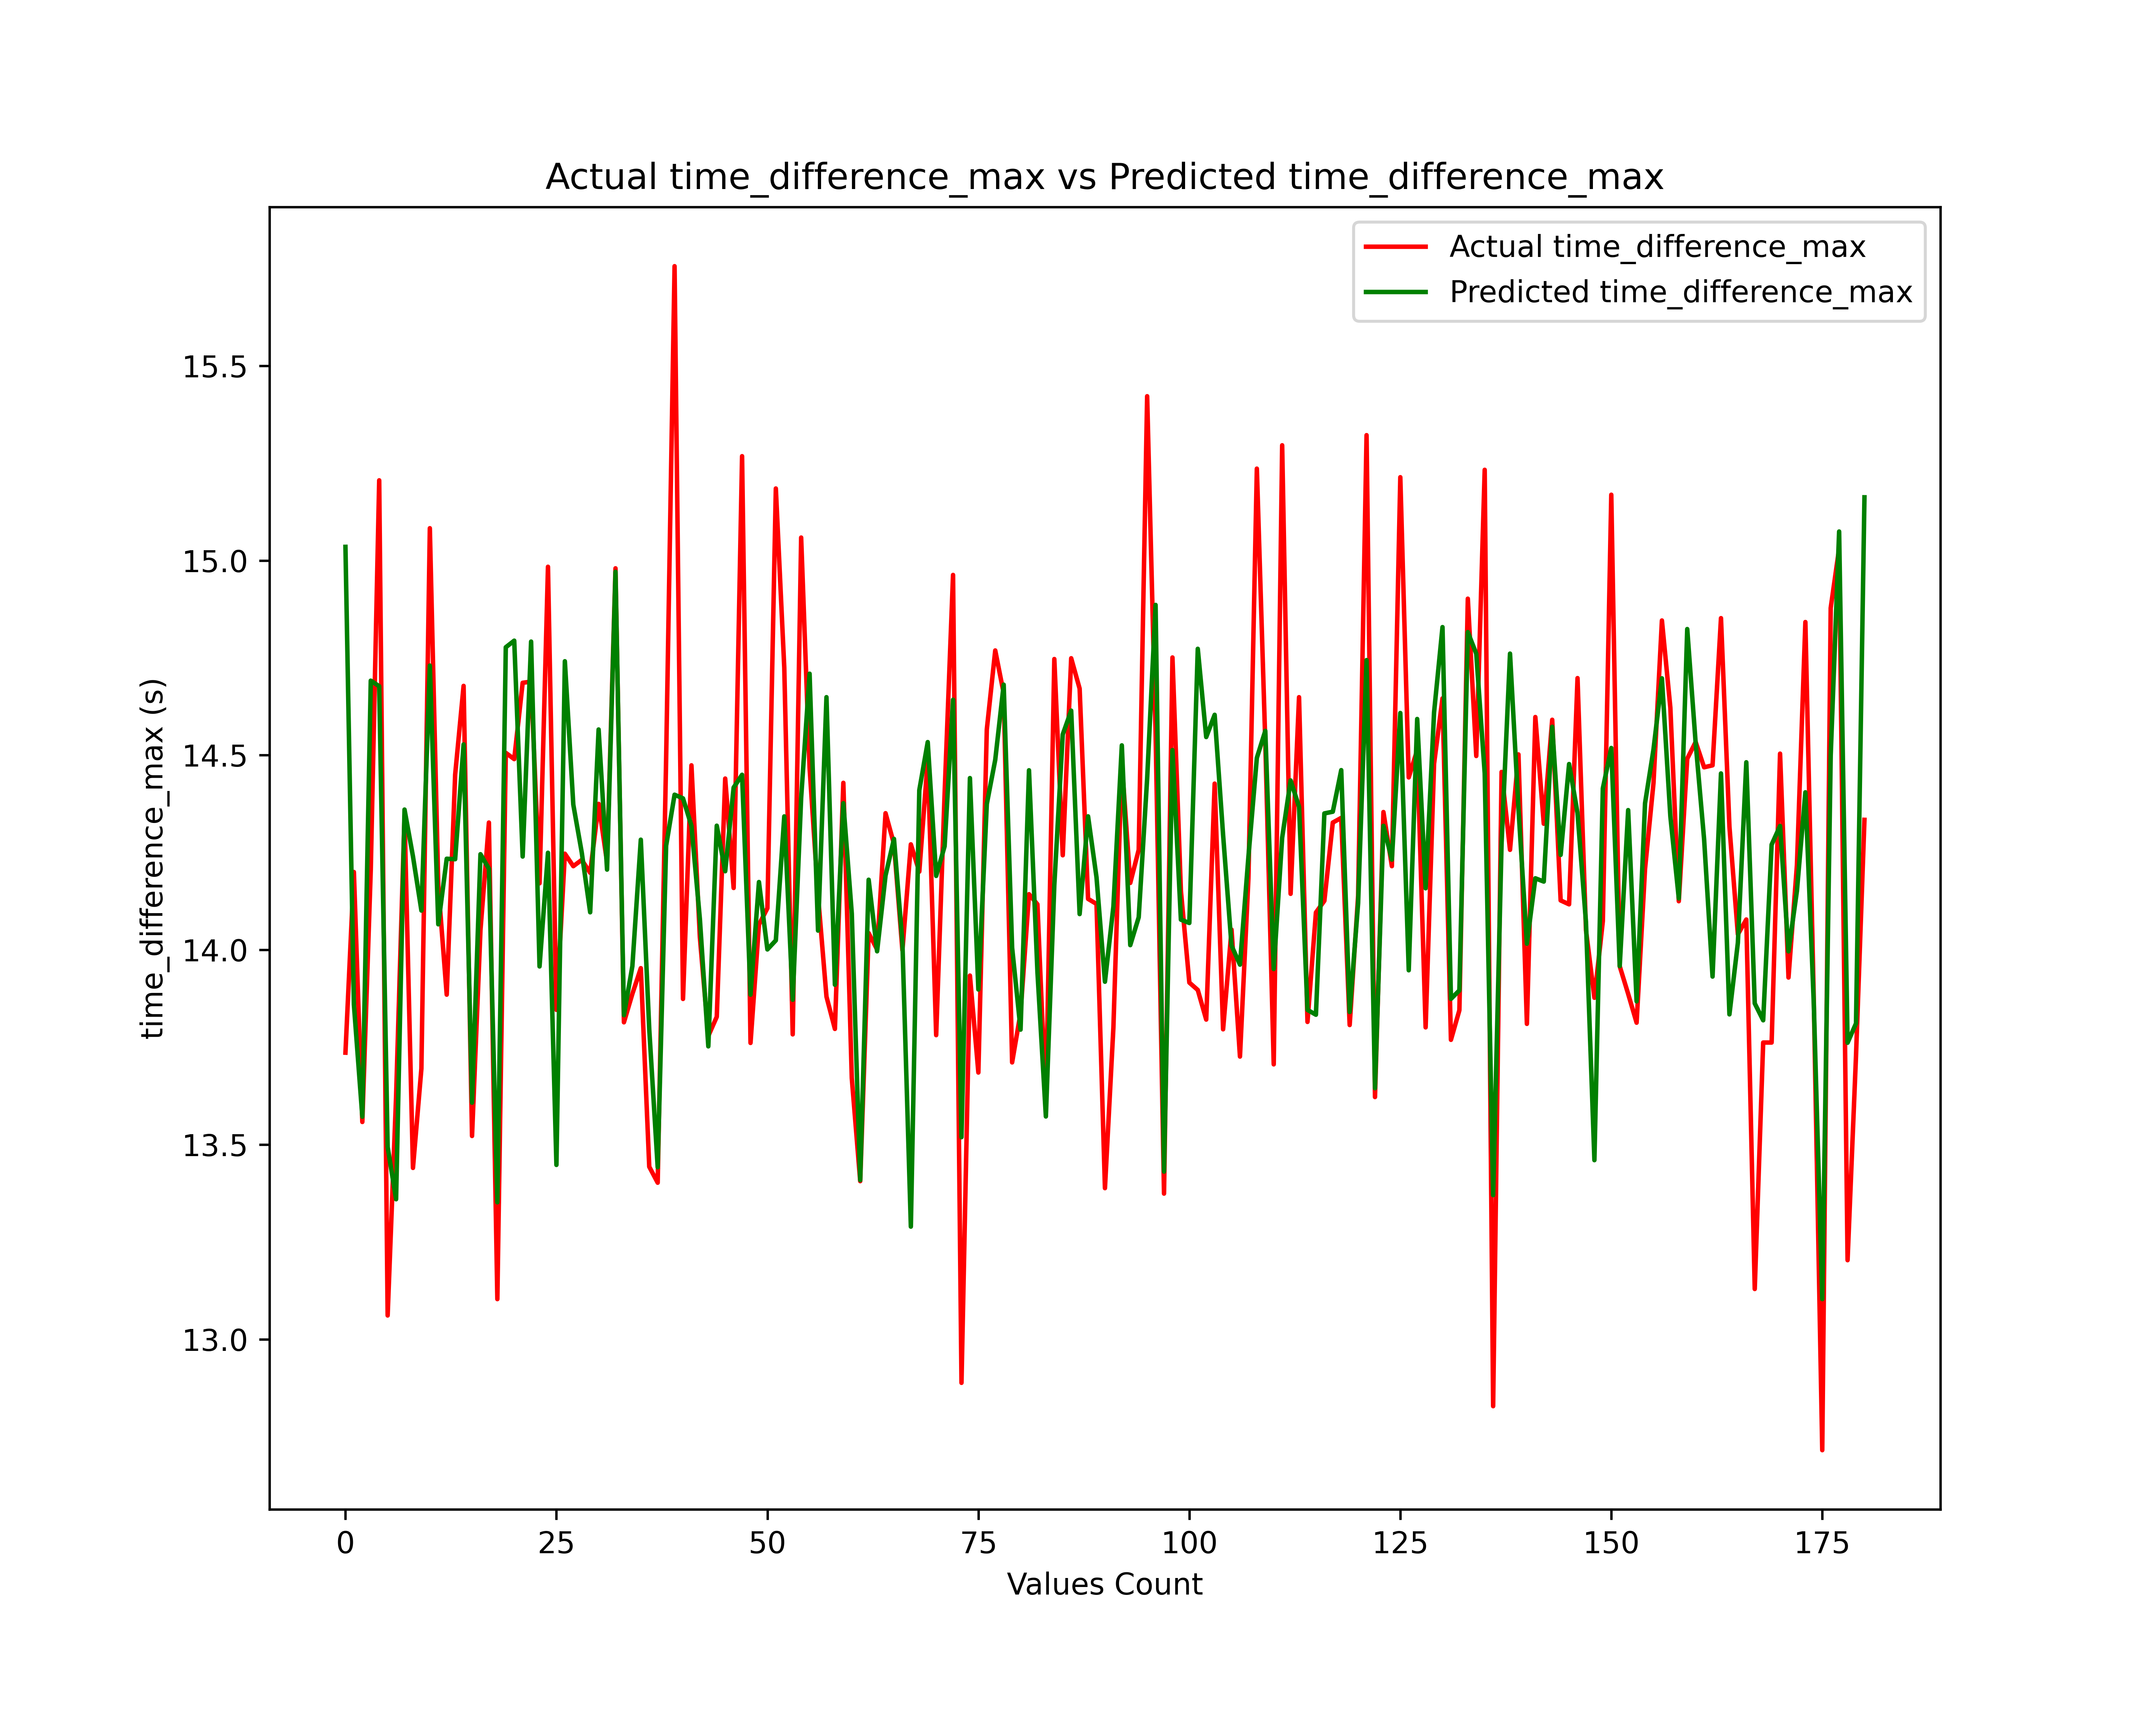 Actual time_difference_max vs Predicted time_difference_max
Actual time_difference_max
Predicted time_difference_max
time_difference_max (s)
15.5
15.0
14.5
14.0
13.5
13.0
0 25 50 75 100 125 150 175
Values Count